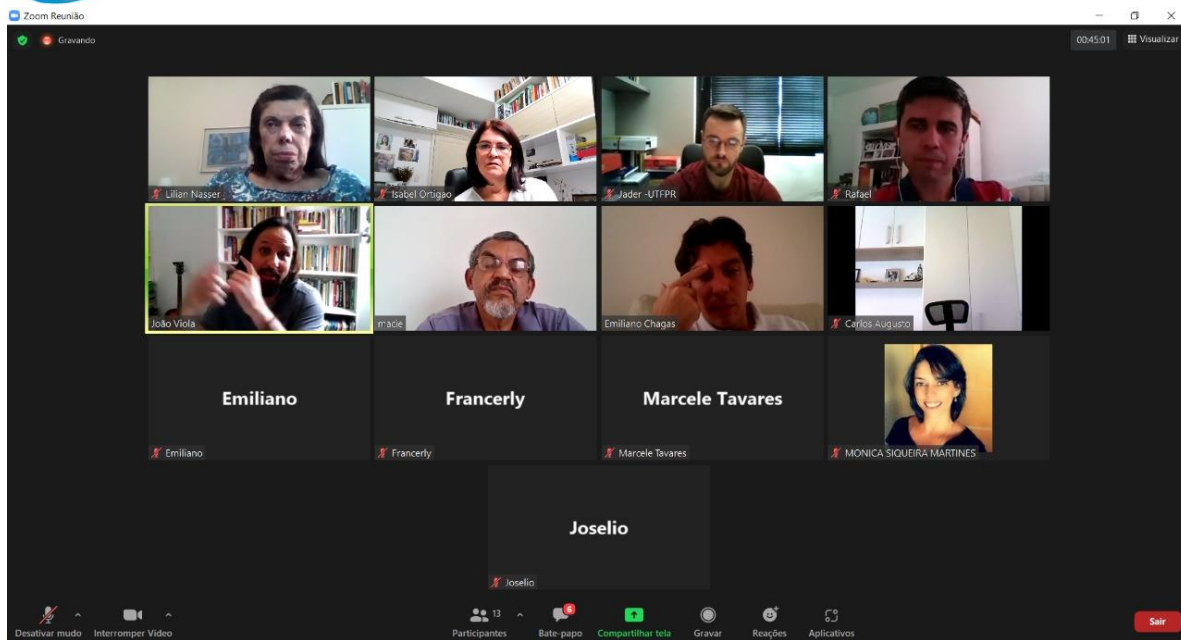 Zoom Reunião
Gravando
00:45:01
Visualizar
Lilian Nasser
Isabel Ortigao
Jader -UTFPR
Rafael
João Viola
macie
Emiliano Chagas
Carlos Augusto
Emiliano
Francerly
Marcele Tavares
Emiliano
Francerly
Marcele Tavares
MONICA SIQUEIRA MARTINES
Joselio
Joselio
6
13
Desativar mudo
Interromper Vídeo
Participantes
Bate-papo
Compartilhar tela
Gravar
Reações
Aplicativos
Sair